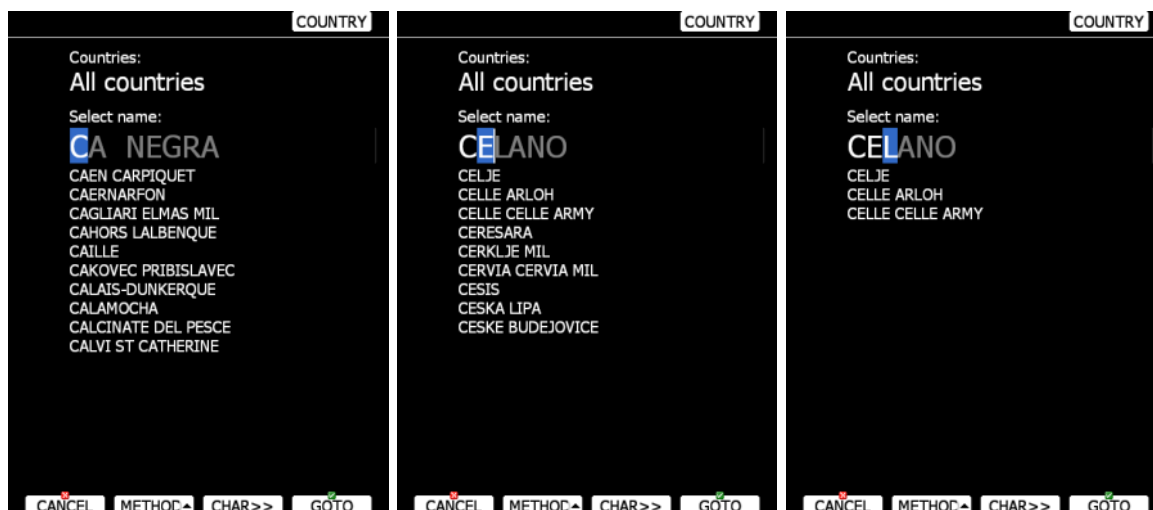 COUNTRY
Countries:
All countries
Select name:
CA NEGRA
CAEN CARPIQUET
CAERNARFON
CAGLIARI ELMAS MIL
CAHORS LALBENQUE
CAILLE
CAKOVEC PRIBISLAVEC
CALAIS-DUNKERQUE
CALAMOCHA
CALCINATE DEL PESCE
CALVI ST CATHERINE
CANCEL METHOD CHAR>> GOTO
COUNTRY
Countries:
All countries
Select name:
CELANO
CELJE
CELLE ARLOH
CELLE CELLE ARMY
CERESARA
CERKLJE MIL
CERVIA CERVIA MIL
CESIS
CESKA LIPA
CESKE BUDEJOVICE
CANCEL METHOD CHAR>> GOTO
COUNTRY
Countries:
All countries
Select name:
CELANO
CELJE
CELLE ARLOH
CELLE CELLE ARMY
CANCEL METHOD CHAR>> GOTO